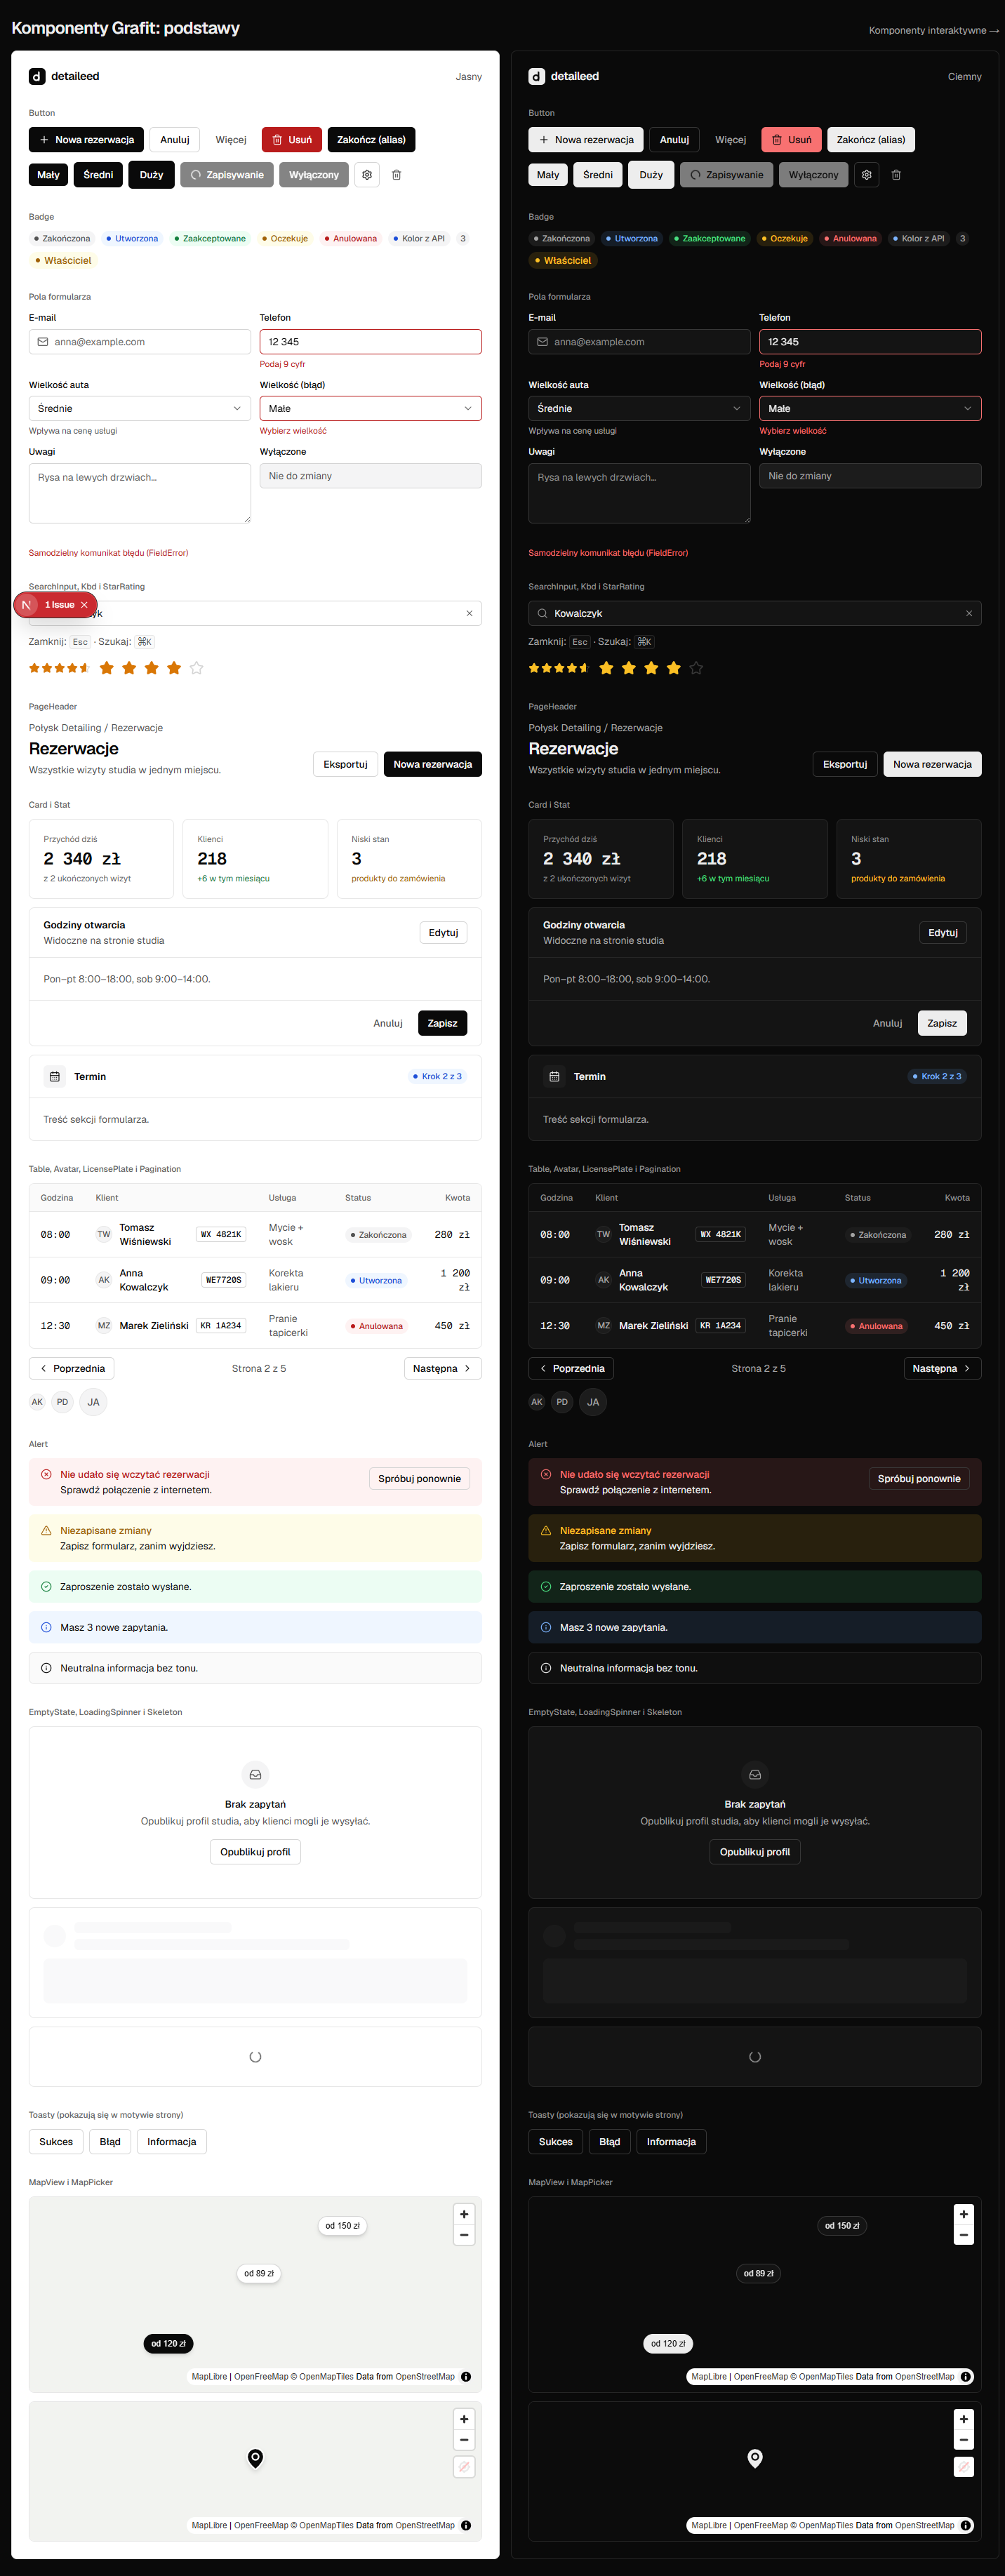 Komponenty Grafit: podstawy
Komponenty interaktywne →
detaileed
Jasny
Button
Nowa rezerwacja
Anuluj
Więcej
Usuń
Zakończ (alias)
Mały
Średni
Duży
Zapisywanie
Wyłączony
Badge
Zakończona
Utworzona
Zaakceptowane
Oczekuje
Anulowana
Kolor z API
3
Właściciel
Pola formularza
E-mail
Telefon
anna@example.com
12 345
Podaj 9 cyfr
Wielkość auta
Wielkość (błąd)
Średnie
Małe
Wpływa na cenę usługi
Wybierz wielkość
Uwagi
Wyłączone
Rysa na lewych drzwiach...
Nie do zmiany
Samodzielny komunikat błędu (FieldError)
SearchInput, Kbd i StarRating
N 1 Issue
yk
Zamknij: Esc · Szukaj: ⌘K
PageHeader
Połysk Detailing / Rezerwacje
Rezerwacje
Wszystkie wizyty studia w jednym miejscu.
Eksportuj
Nowa rezerwacja
Card i Stat
Przychód dziś
2 340 zł
z 2 ukończonych wizyt
Klienci
218
+6 w tym miesiącu
Niski stan
3
produkty do zamówienia
Godziny otwarcia
Widoczne na stronie studia
Edytuj
Pon–pt 8:00–18:00, sob 9:00–14:00.
Anuluj
Zapisz
Termin
Krok 2 z 3
Treść sekcji formularza.
Table, Avatar, LicensePlate i Pagination
Godzina Klient Usługa Status Kwota
08:00 TW Tomasz Wiśniewski WX 4821K Mycie + wosk Zakończona 280 zł
09:00 AK Anna Kowalczyk WE7720S Korekta lakieru Utworzona 1 200 zł
12:30 MZ Marek Zieliński KR 1A234 Pranie tapicerki Anulowana 450 zł
Poprzednia
Strona 2 z 5
Następna
AK PD JA
Alert
Nie udało się wczytać rezerwacji
Sprawdź połączenie z internetem.
Spróbuj ponownie
Niezapisane zmiany
Zapisz formularz, zanim wyjdziesz.
Zaproszenie zostało wysłane.
Masz 3 nowe zapytania.
Neutralna informacja bez tonu.
EmptyState, LoadingSpinner i Skeleton
Brak zapytań
Opublikuj profil studia, aby klienci mogli je wysyłać.
Opublikuj profil
Toasty (pokazują się w motywie strony)
Sukces
Błąd
Informacja
MapView i MapPicker
od 150 zł
od 89 zł
od 120 zł
MapLibre | OpenFreeMap © OpenMapTiles Data from OpenStreetMap
MapLibre | OpenFreeMap © OpenMapTiles Data from OpenStreetMap
detaileed
Ciemny
Button
Nowa rezerwacja
Anuluj
Więcej
Usuń
Zakończ (alias)
Mały
Średni
Duży
Zapisywanie
Wyłączony
Badge
Zakończona
Utworzona
Zaakceptowane
Oczekuje
Anulowana
Kolor z API
3
Właściciel
Pola formularza
E-mail
Telefon
anna@example.com
12 345
Podaj 9 cyfr
Wielkość auta
Wielkość (błąd)
Średnie
Małe
Wpływa na cenę usługi
Wybierz wielkość
Uwagi
Wyłączone
Rysa na lewych drzwiach...
Nie do zmiany
Samodzielny komunikat błędu (FieldError)
SearchInput, Kbd i StarRating
Kowalczyk
Zamknij: Esc · Szukaj: ⌘K
PageHeader
Połysk Detailing / Rezerwacje
Rezerwacje
Wszystkie wizyty studia w jednym miejscu.
Eksportuj
Nowa rezerwacja
Card i Stat
Przychód dziś
2 340 zł
z 2 ukończonych wizyt
Klienci
218
+6 w tym miesiącu
Niski stan
3
produkty do zamówienia
Godziny otwarcia
Widoczne na stronie studia
Edytuj
Pon–pt 8:00–18:00, sob 9:00–14:00.
Anuluj
Zapisz
Termin
Krok 2 z 3
Treść sekcji formularza.
Table, Avatar, LicensePlate i Pagination
Godzina Klient Usługa Status Kwota
08:00 TW Tomasz Wiśniewski WX 4821K Mycie + wosk Zakończona 280 zł
09:00 AK Anna Kowalczyk WE7720S Korekta lakieru Utworzona 1 200 zł
12:30 MZ Marek Zieliński KR 1A234 Pranie tapicerki Anulowana 450 zł
Poprzednia
Strona 2 z 5
Następna
AK PD JA
Alert
Nie udało się wczytać rezerwacji
Sprawdź połączenie z internetem.
Spróbuj ponownie
Niezapisane zmiany
Zapisz formularz, zanim wyjdziesz.
Zaproszenie zostało wysłane.
Masz 3 nowe zapytania.
Neutralna informacja bez tonu.
EmptyState, LoadingSpinner i Skeleton
Brak zapytań
Opublikuj profil studia, aby klienci mogli je wysyłać.
Opublikuj profil
Toasty (pokazują się w motywie strony)
Sukces
Błąd
Informacja
MapView i MapPicker
od 150 zł
od 89 zł
od 120 zł
MapLibre | OpenFreeMap © OpenMapTiles Data from OpenStreetMap
MapLibre | OpenFreeMap © OpenMapTiles Data from OpenStreetMap